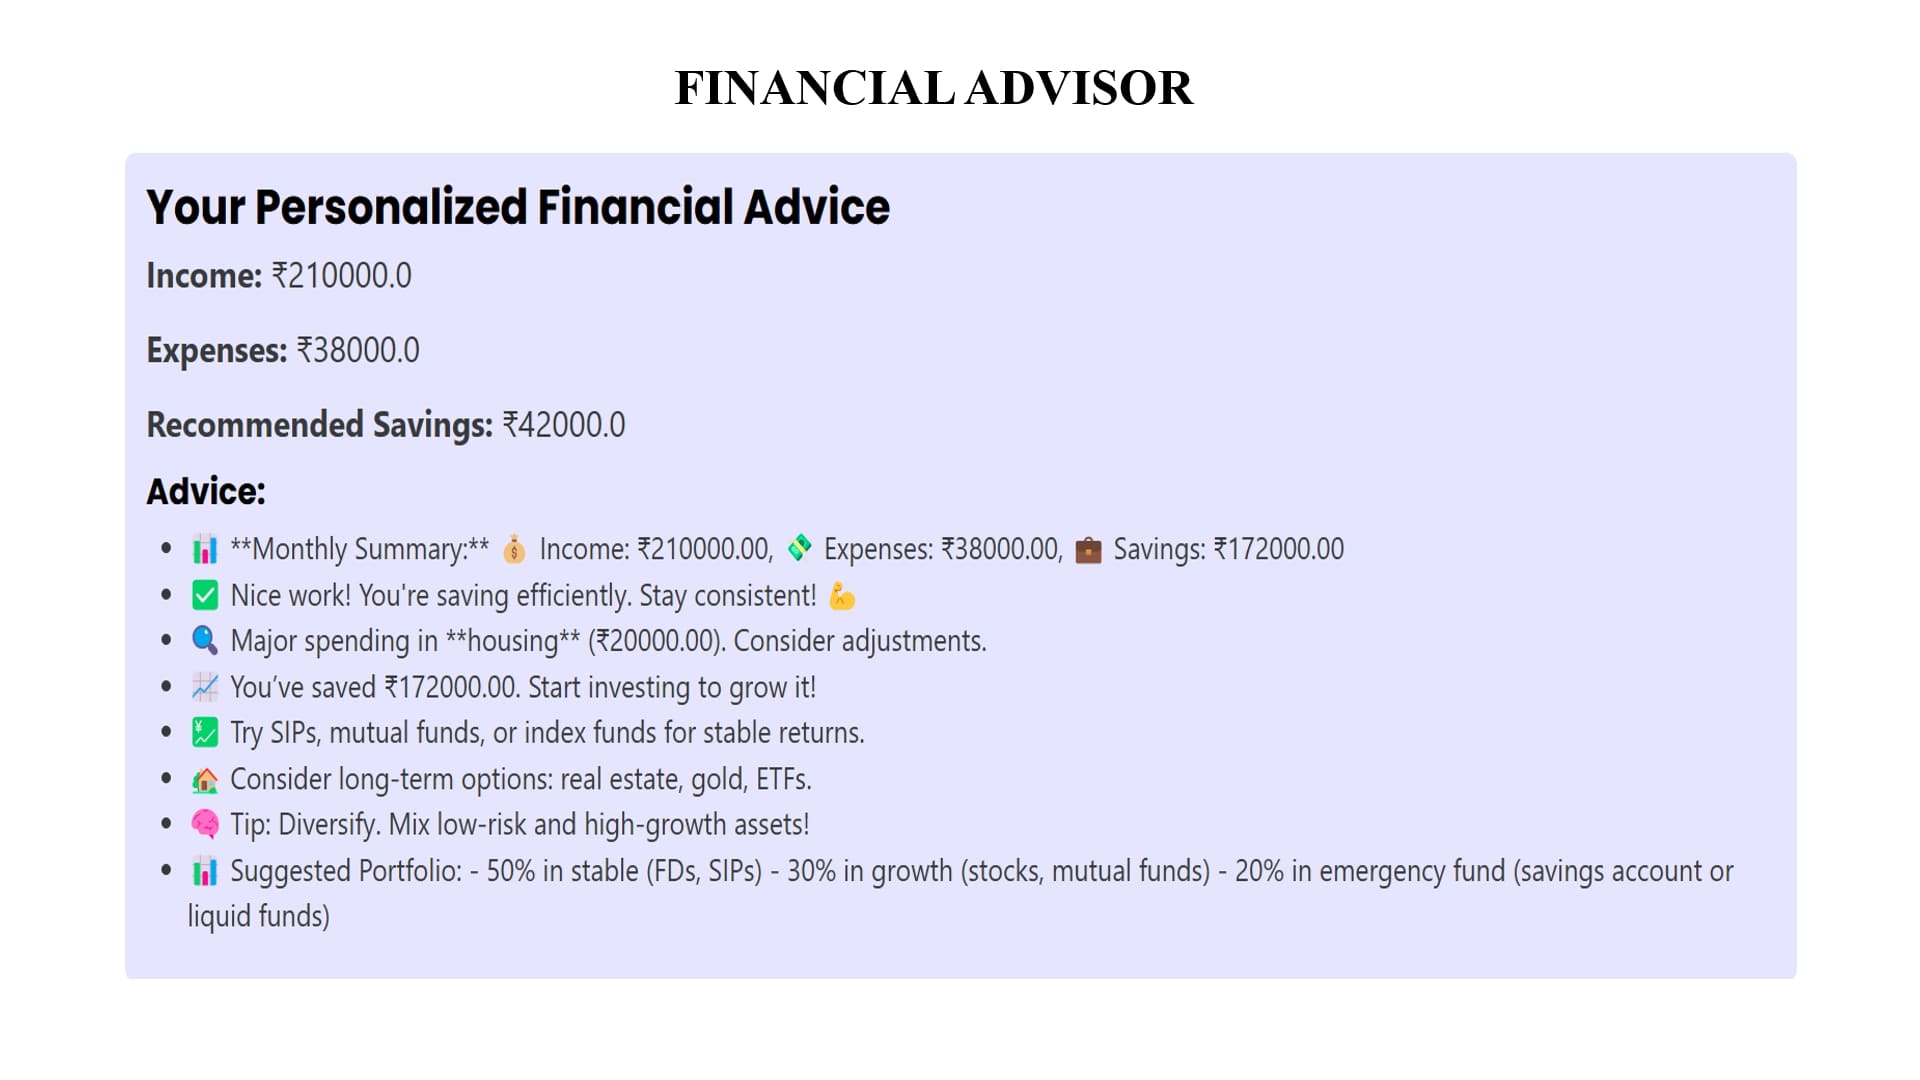 FINANCIAL ADVISOR
Your Personalized Financial Advice
Income: ₹210000.0
Expenses: ₹38000.0
Recommended Savings: ₹42000.0
Advice:
• 📊 **Monthly Summary:** 💰 Income: ₹210000.00, 💸 Expenses: ₹38000.00, 💼 Savings: ₹172000.00
• ✅ Nice work! You're saving efficiently. Stay consistent! 💪
• 🔍 Major spending in **housing** (₹20000.00). Consider adjustments.
• 📈 You’ve saved ₹172000.00. Start investing to grow it!
• 💹 Try SIPs, mutual funds, or index funds for stable returns.
• 🏡 Consider long-term options: real estate, gold, ETFs.
• 🧠 Tip: Diversify. Mix low-risk and high-growth assets!
• 📊 Suggested Portfolio: - 50% in stable (FDs, SIPs) - 30% in growth (stocks, mutual funds) - 20% in emergency fund (savings account or
liquid funds)